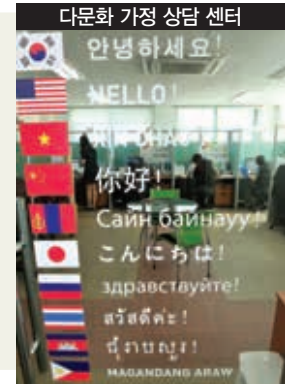 다문화 가정 상담 센터
안녕하세요!
HELLO!
XIN CHAO!
你好!
Сайн байнауу!
こんにちは!
здравствуйте!
สวัสดีค่ะ!
ជំរាបសួរ!
MAGANDANG ARAW